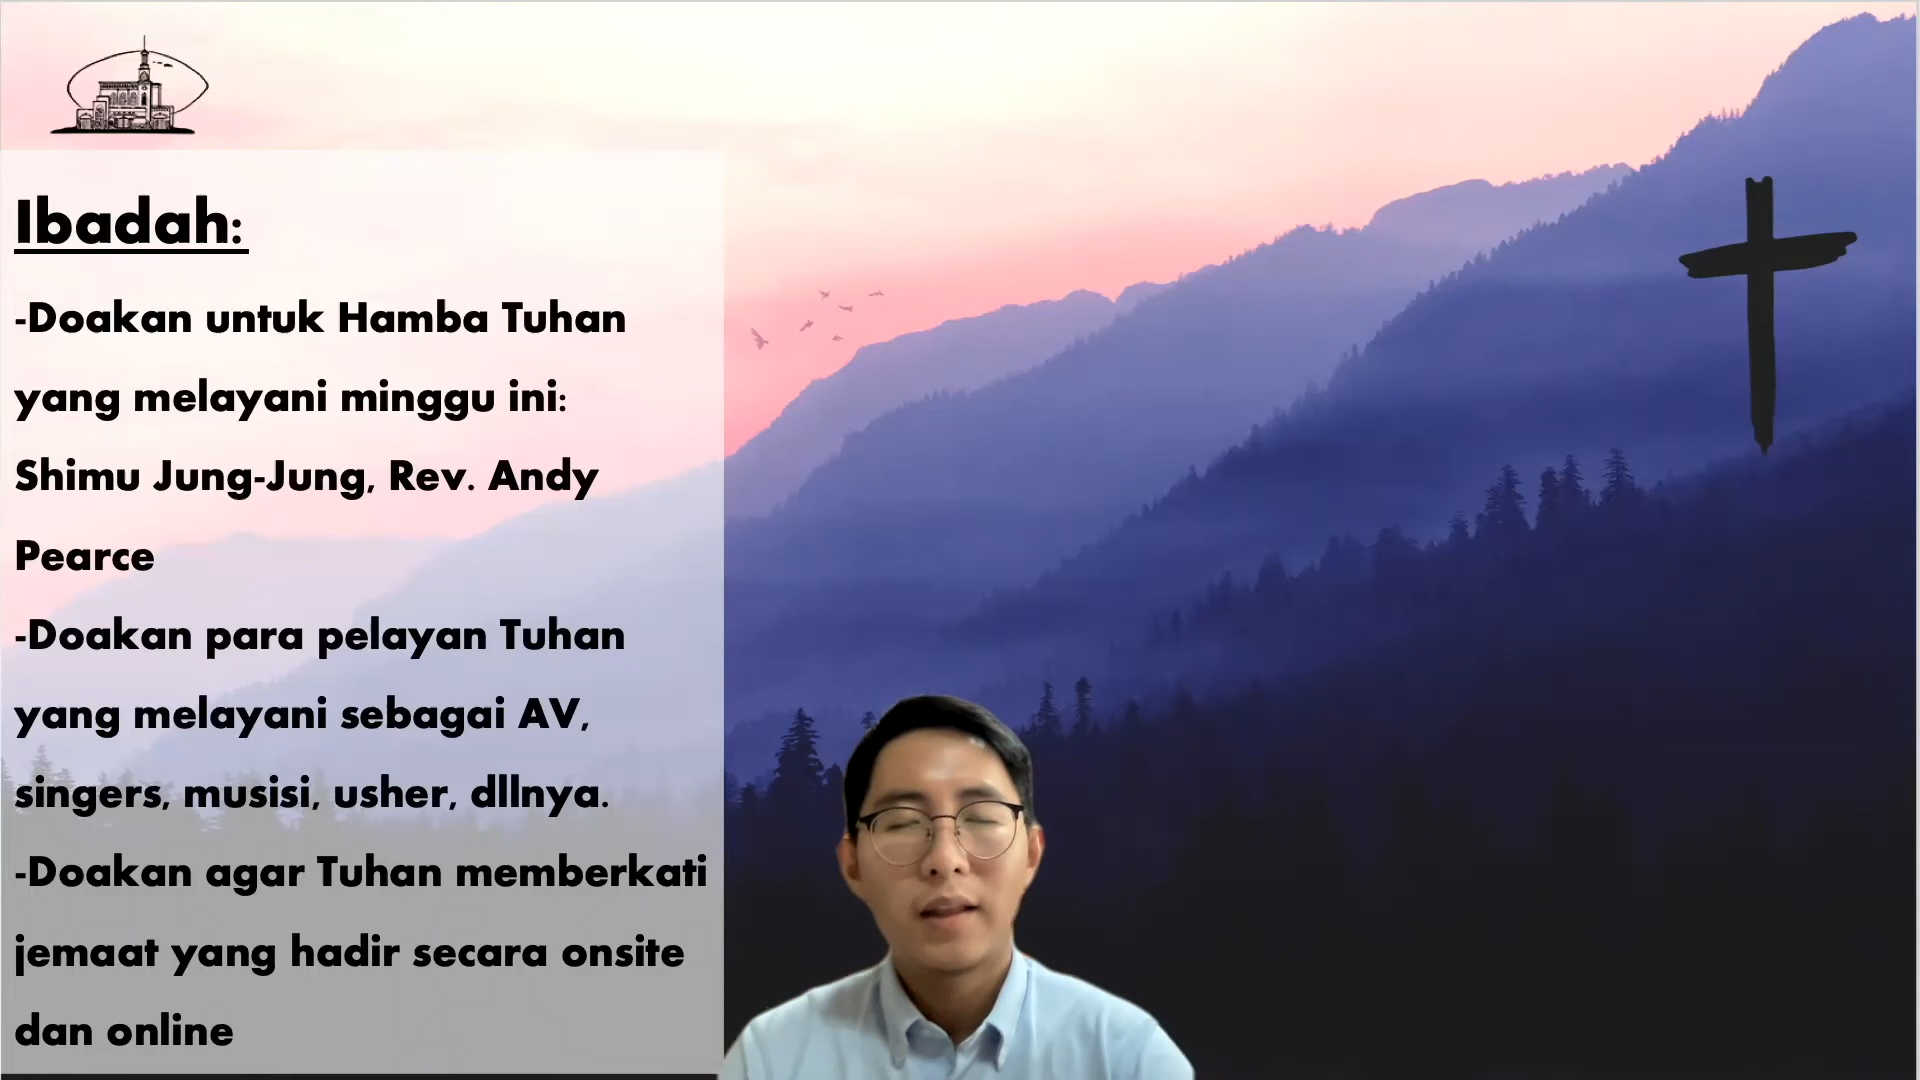 Ibadah:
-Doakan untuk Hamba Tuhan
yang melayani minggu ini:
Shimu Jung-Jung, Rev. Andy
Pearce
-Doakan para pelayan Tuhan
yang melayani sebagai AV,
singers, musisi, usher, dllnya.
-Doakan agar Tuhan memberkati
jemaat yang hadir secara onsite
dan online